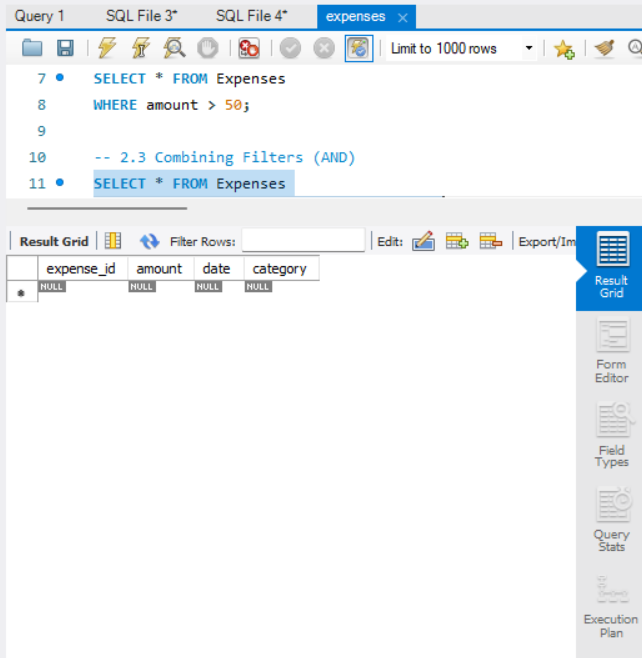 Query 1 SQL File 3* SQL File 4* expenses
Limit to 1000 rows
7 SELECT * FROM Expenses
8 WHERE amount > 50;
9
10 -- 2.3 Combining Filters (AND)
11 SELECT * FROM Expenses
Result Grid Filter Rows: Edit: Export/Im
expense_id amount date category
NULL NULL NULL NULL
Result
Grid
Form
Editor
Field
Types
Query
Stats
Execution
Plan